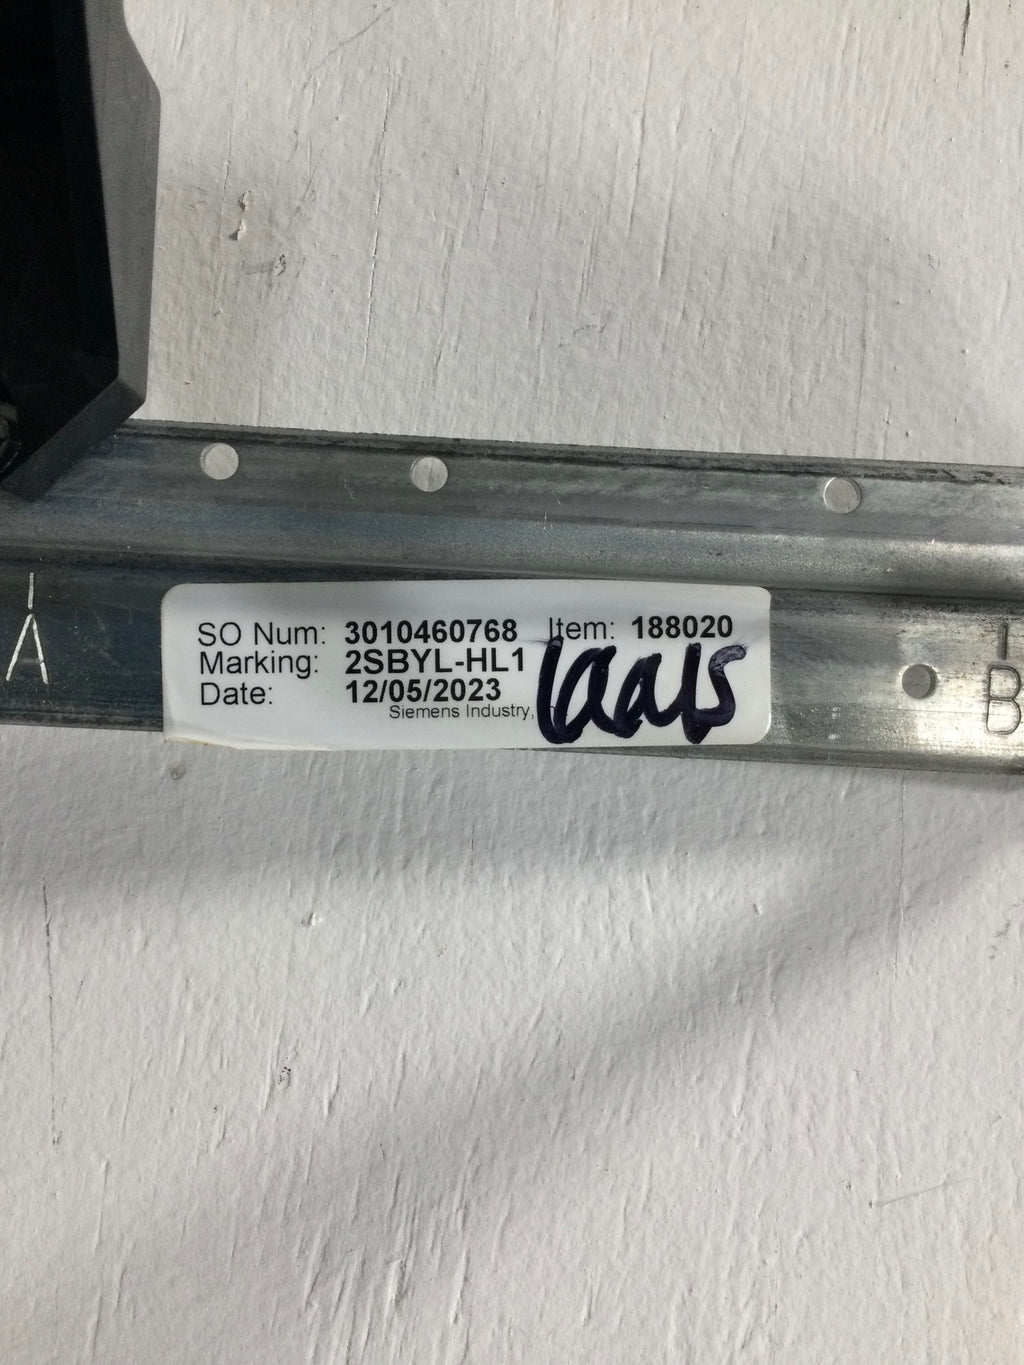 SO Num: 3010460768 Item: 188020
Marking: 2SBYL-HL1
Date: 12/05/2023
Siemens Industry,
A
B